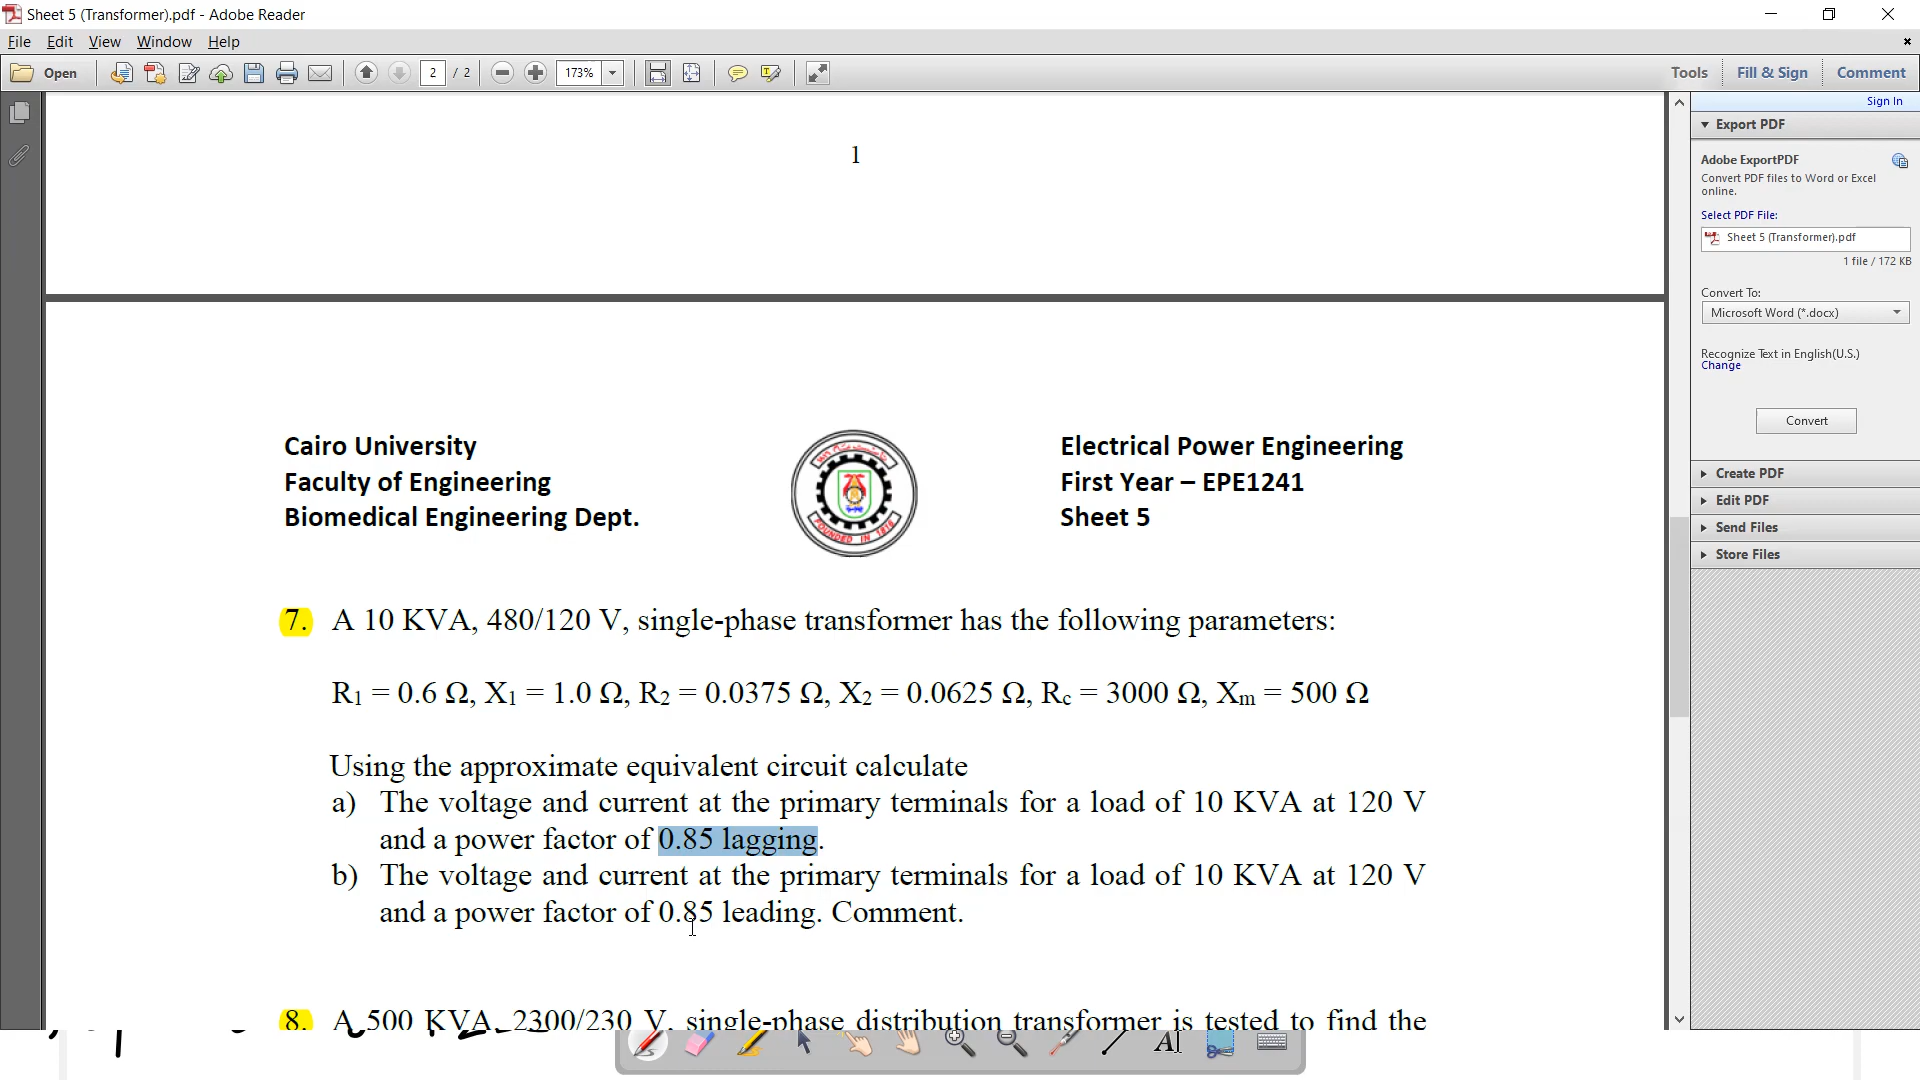 Sheet 5 (Transformer).pdf - Adobe Reader
File Edit View Window Help
Open 2 / 2 173% Tools Fill & Sign Comment
Sign In
Export PDF
Adobe ExportPDF
Convert PDF files to Word or Excel
online.
Select PDF File:
Sheet 5 (Transformer).pdf
1 file / 172 KB
Convert To:
Microsoft Word (*.docx)
Recognize Text in English(U.S.)
Change
Convert
Create PDF
Edit PDF
Send Files
Store Files
1
Cairo University
Faculty of Engineering
Biomedical Engineering Dept.
FOUNDED IN 1816
Electrical Power Engineering
First Year – EPE1241
Sheet 5
7. A 10 KVA, 480/120 V, single-phase transformer has the following parameters:
R1 = 0.6 Ω, X1 = 1.0 Ω, R2 = 0.0375 Ω, X2 = 0.0625 Ω, Rc = 3000 Ω, Xm = 500 Ω
Using the approximate equivalent circuit calculate
a) The voltage and current at the primary terminals for a load of 10 KVA at 120 V
and a power factor of 0.85 lagging.
b) The voltage and current at the primary terminals for a load of 10 KVA at 120 V
and a power factor of 0.85 leading. Comment.
8. A 500 KVA, 2300/230 V, single-phase distribution transformer is tested to find the